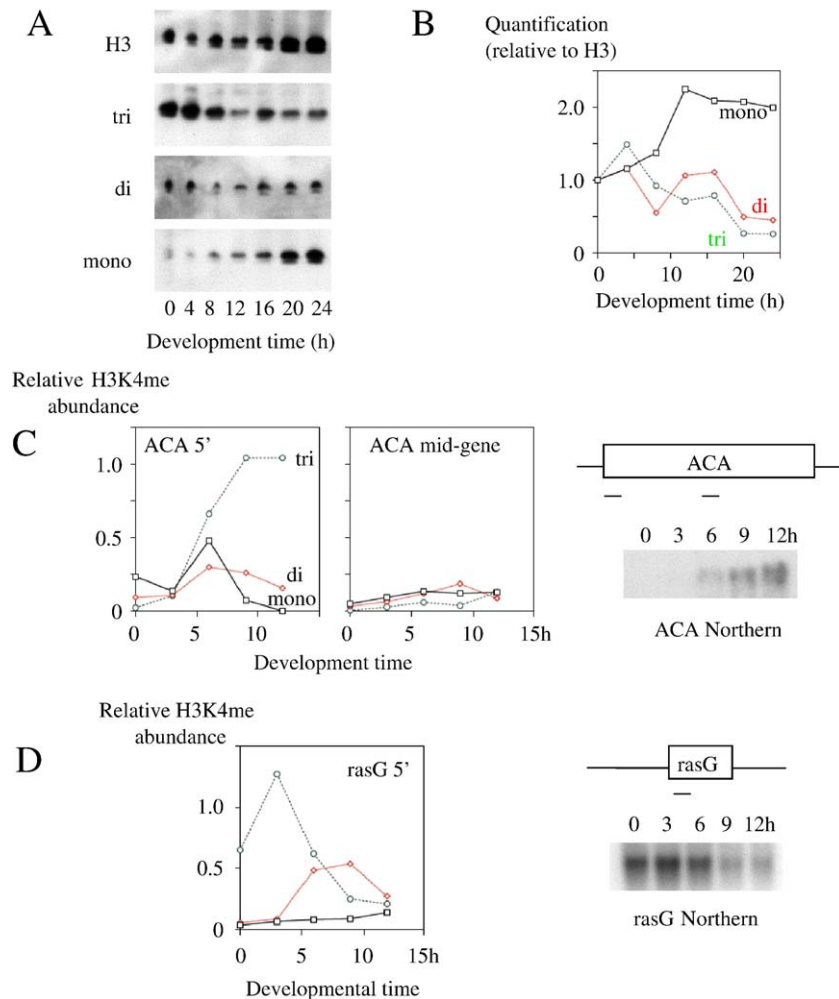 A
H3
tri
di
mono
0 4 8 12 16 20 24
Development time (h)
B
Quantification
(relative to H3)
2.0
1.0
0
mono
di
tri
0 10 20
Development time (h)
Relative H3K4me
abundance
C
ACA 5’
tri
di
mono
1.0
0.5
0
0 5 10
ACA mid-gene
0 5 10 15h
Development time
ACA
0 3 6 9 12h
ACA Northern
Relative H3K4me
abundance
D
rasG 5’
1.0
0.5
0
0 5 10 15h
Developmental time
rasG
0 3 6 9 12h
rasG Northern